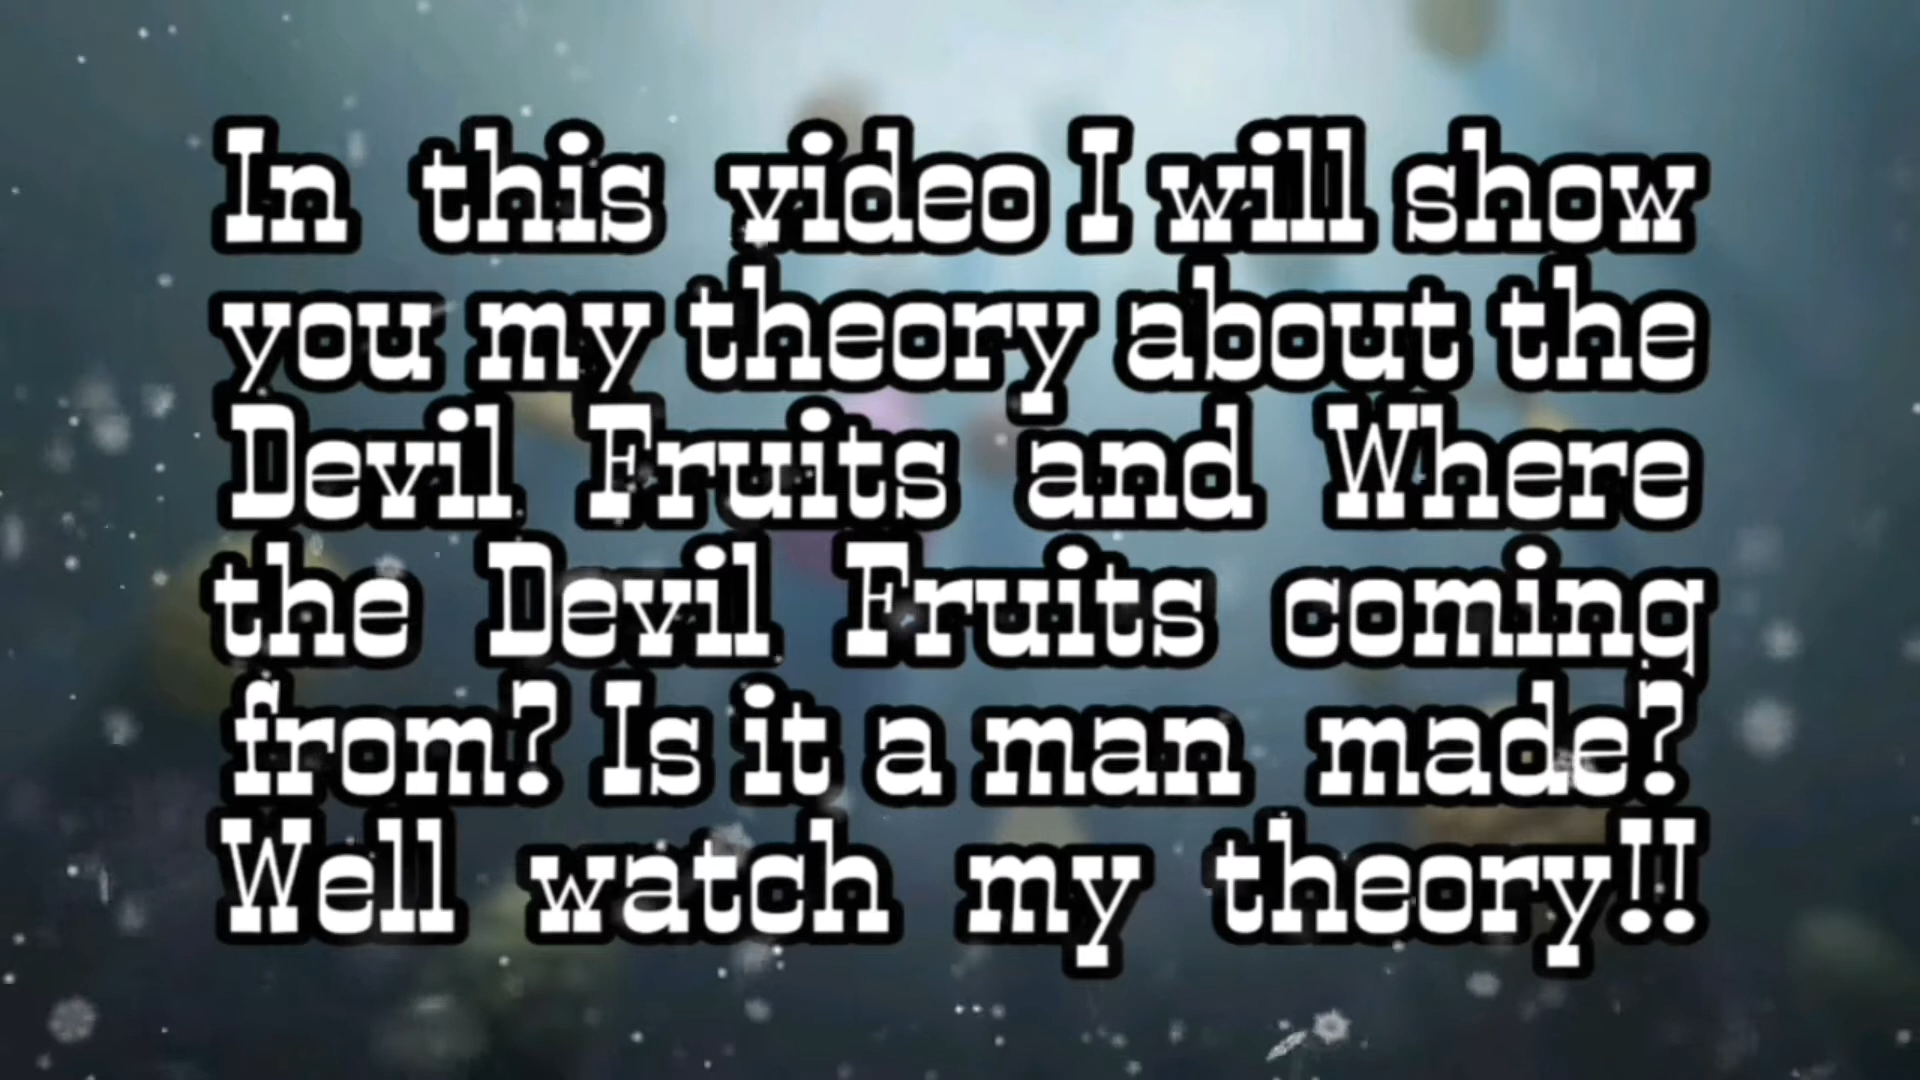 In this video I will show
you my theory about the
Devil Fruits and Where
the Devil Fruits coming
from? Is it a man made?
Well watch my theory!!